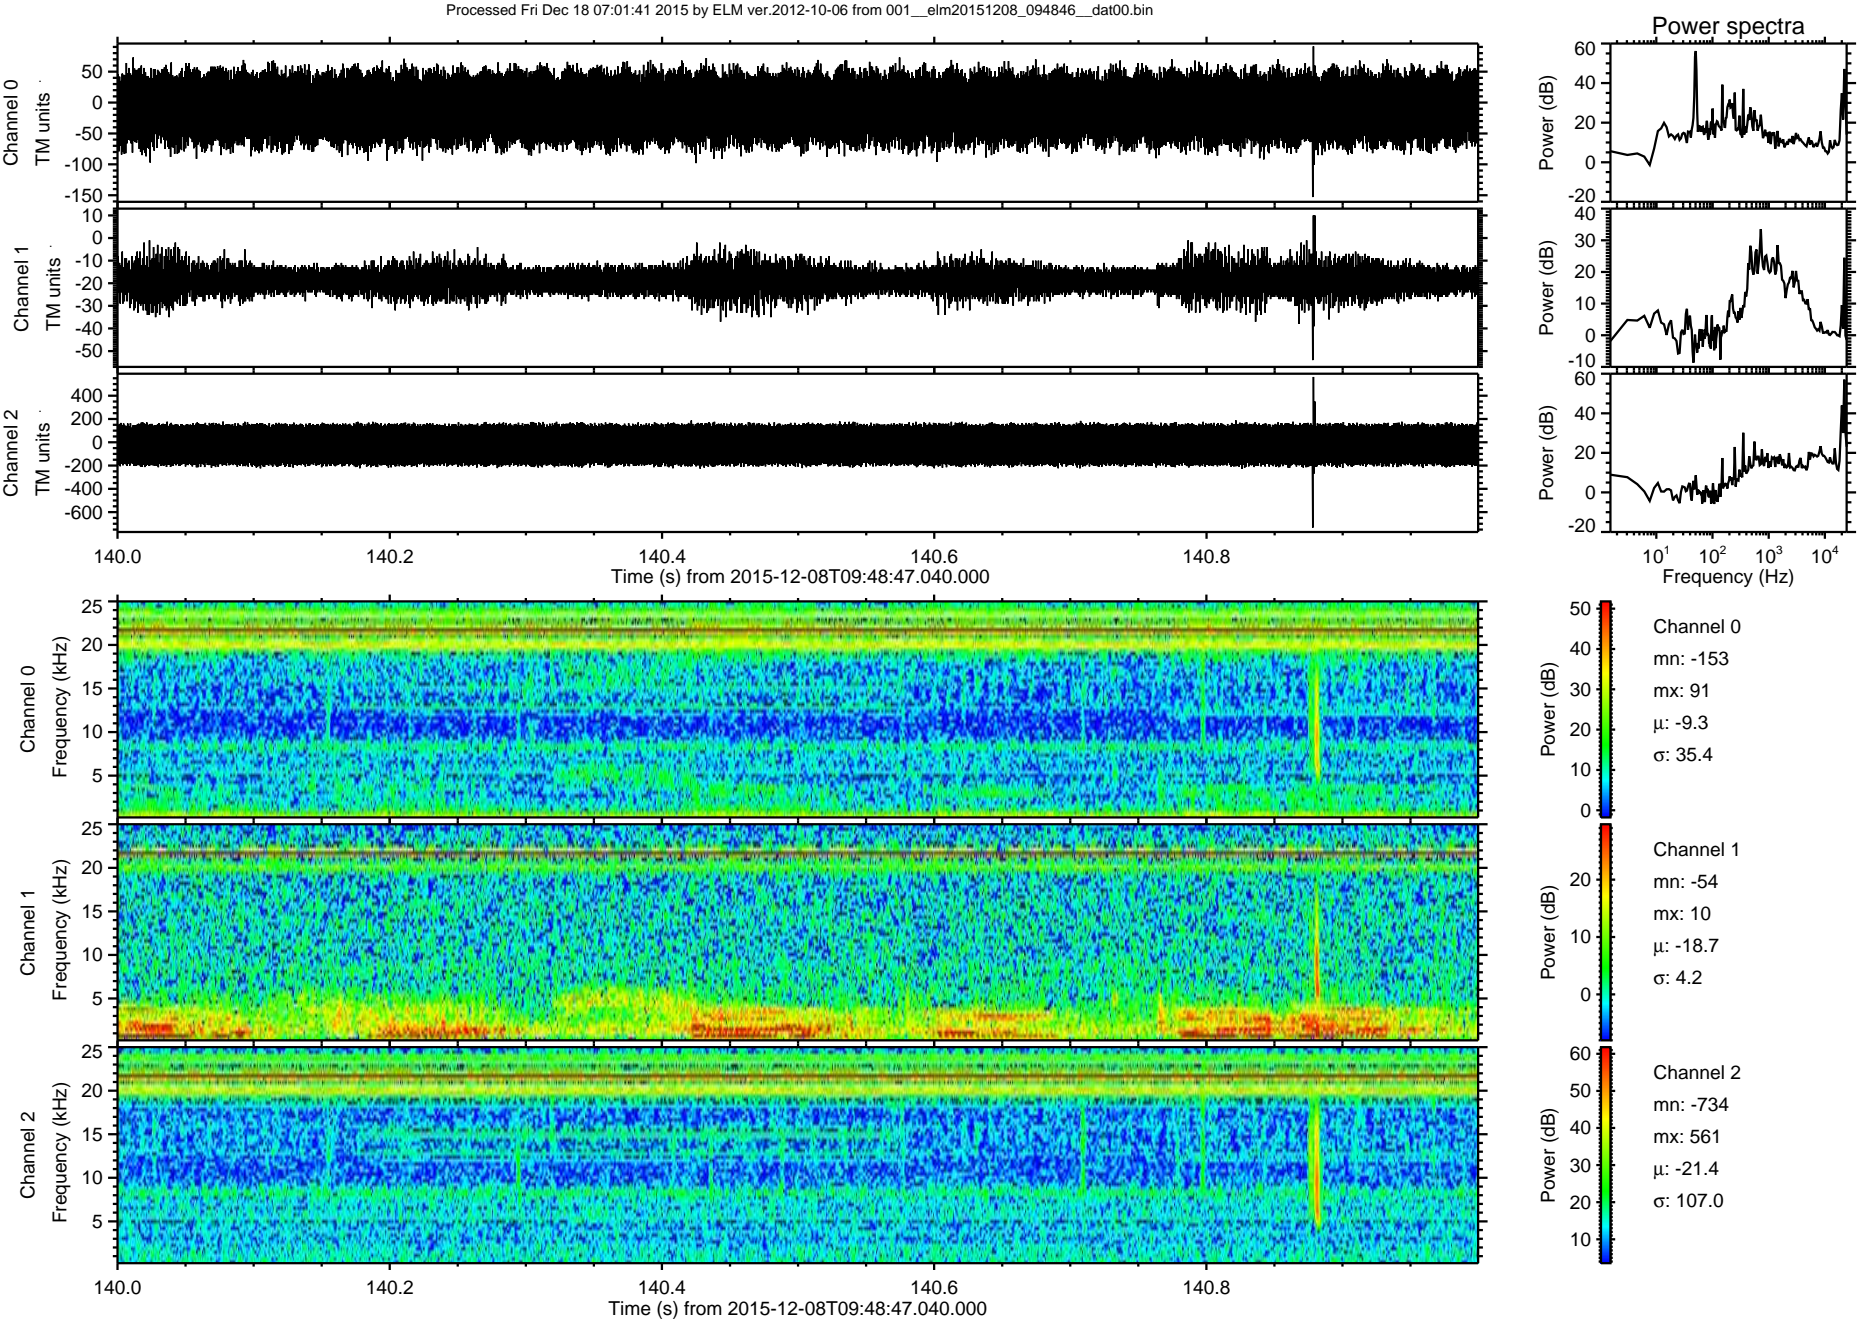 Processed Fri Dec 18 07:01:41 2015 by ELM ver.2012-10-06 from 001__elm20151208_094846__dat00.bin
Power spectra
Channel 0
TM units
50
0
-50
-100
-150
Power (dB)
60
40
20
0
-20
Channel 1
TM units
10
0
-10
-20
-30
-40
-50
Power (dB)
40
30
20
10
0
-10
Channel 2
TM units
400
200
0
-200
-400
-600
Power (dB)
60
40
20
0
-20
140.0 140.2 140.4 140.6 140.8
Time (s) from 2015-12-08T09:48:47.040.000
10¹ 10² 10³ 10⁴
Frequency (Hz)
Channel 0
Frequency (kHz)
25
20
15
10
5
Power (dB)
50
40
30
20
10
0
Channel 0
mn: -153
mx: 91
μ: -9.3
σ: 35.4
Channel 1
Frequency (kHz)
25
20
15
10
5
Power (dB)
20
10
0
Channel 1
mn: -54
mx: 10
μ: -18.7
σ: 4.2
Channel 2
Frequency (kHz)
25
20
15
10
5
Power (dB)
60
50
40
30
20
10
Channel 2
mn: -734
mx: 561
μ: -21.4
σ: 107.0
140.0 140.2 140.4 140.6 140.8
Time (s) from 2015-12-08T09:48:47.040.000